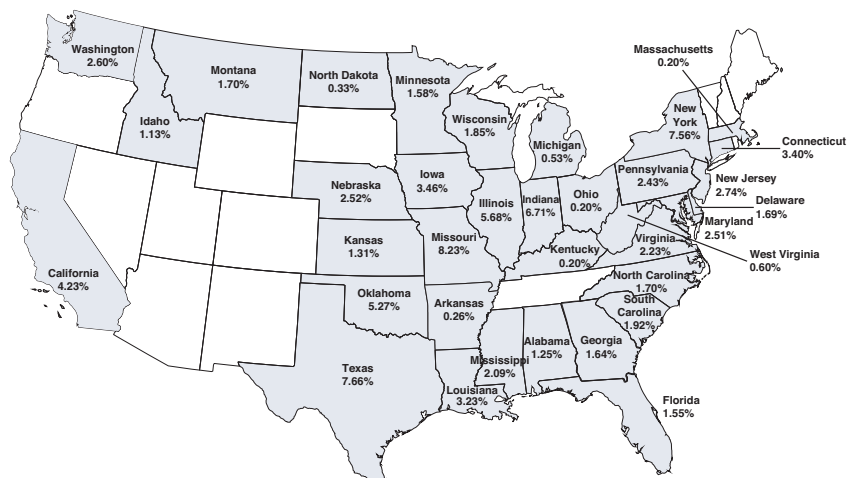 Massachusetts
0.20%
Washington
2.60%
Montana
1.70%
North Dakota
0.33%
Minnesota
1.58%
Idaho
1.13%
Wisconsin
1.85%
Michigan
0.53%
New
York
7.56%
Connecticut
3.40%
Pennsylvania
2.43%
New Jersey
2.74%
Delaware
1.69%
Maryland
2.51%
West Virginia
0.60%
Nebraska
2.52%
Iowa
3.46%
Illinois
5.68%
Indiana
6.71%
Ohio
0.20%
Kansas
1.31%
Missouri
8.23%
Kentucky
0.20%
Virginia
2.23%
California
4.23%
North Carolina
1.70%
South
Carolina
1.92%
Oklahoma
5.27%
Arkansas
0.26%
Texas
7.66%
Mississippi
2.09%
Alabama
1.25%
Georgia
1.64%
Louisiana
3.23%
Florida
1.55%